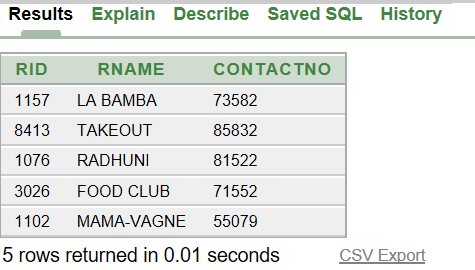 Results Explain Describe Saved SQL History
RID RNAME CONTACTNO
1157 LA BAMBA 73582
8413 TAKEOUT 85832
1076 RADHUNI 81522
3026 FOOD CLUB 71552
1102 MAMA-VAGNE 55079
5 rows returned in 0.01 seconds CSV Export